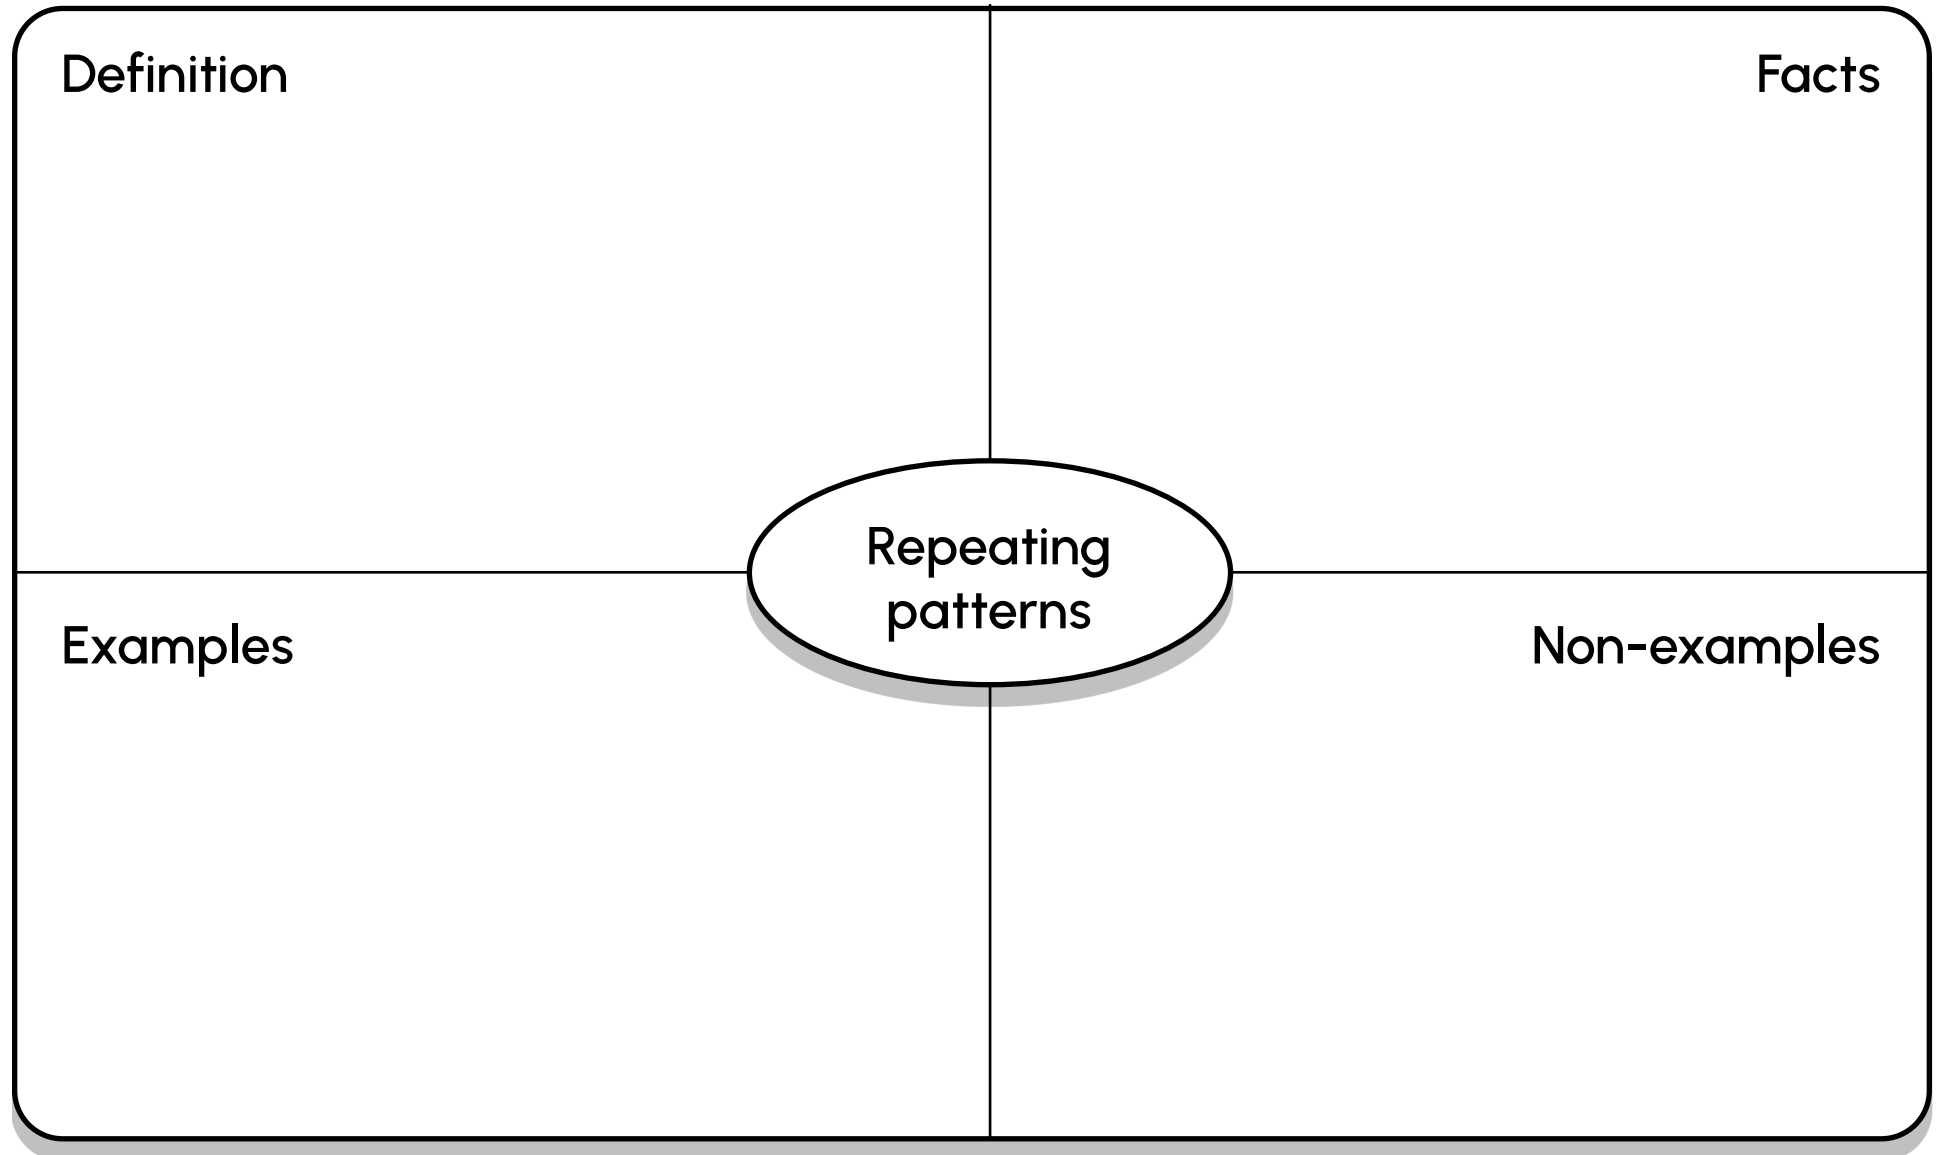 Definition
Facts
Repeating
patterns
Examples
Non-examples